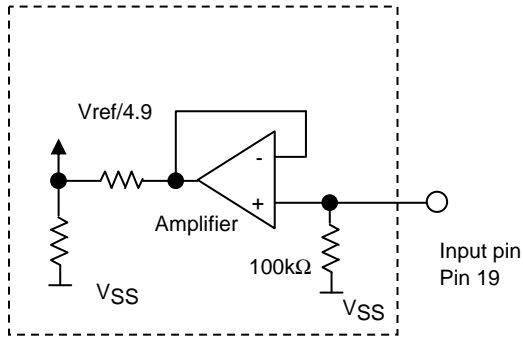 Vref/4.9
-
+
Amplifier
100kΩ
Input pin
Pin 19
VSS
VSS